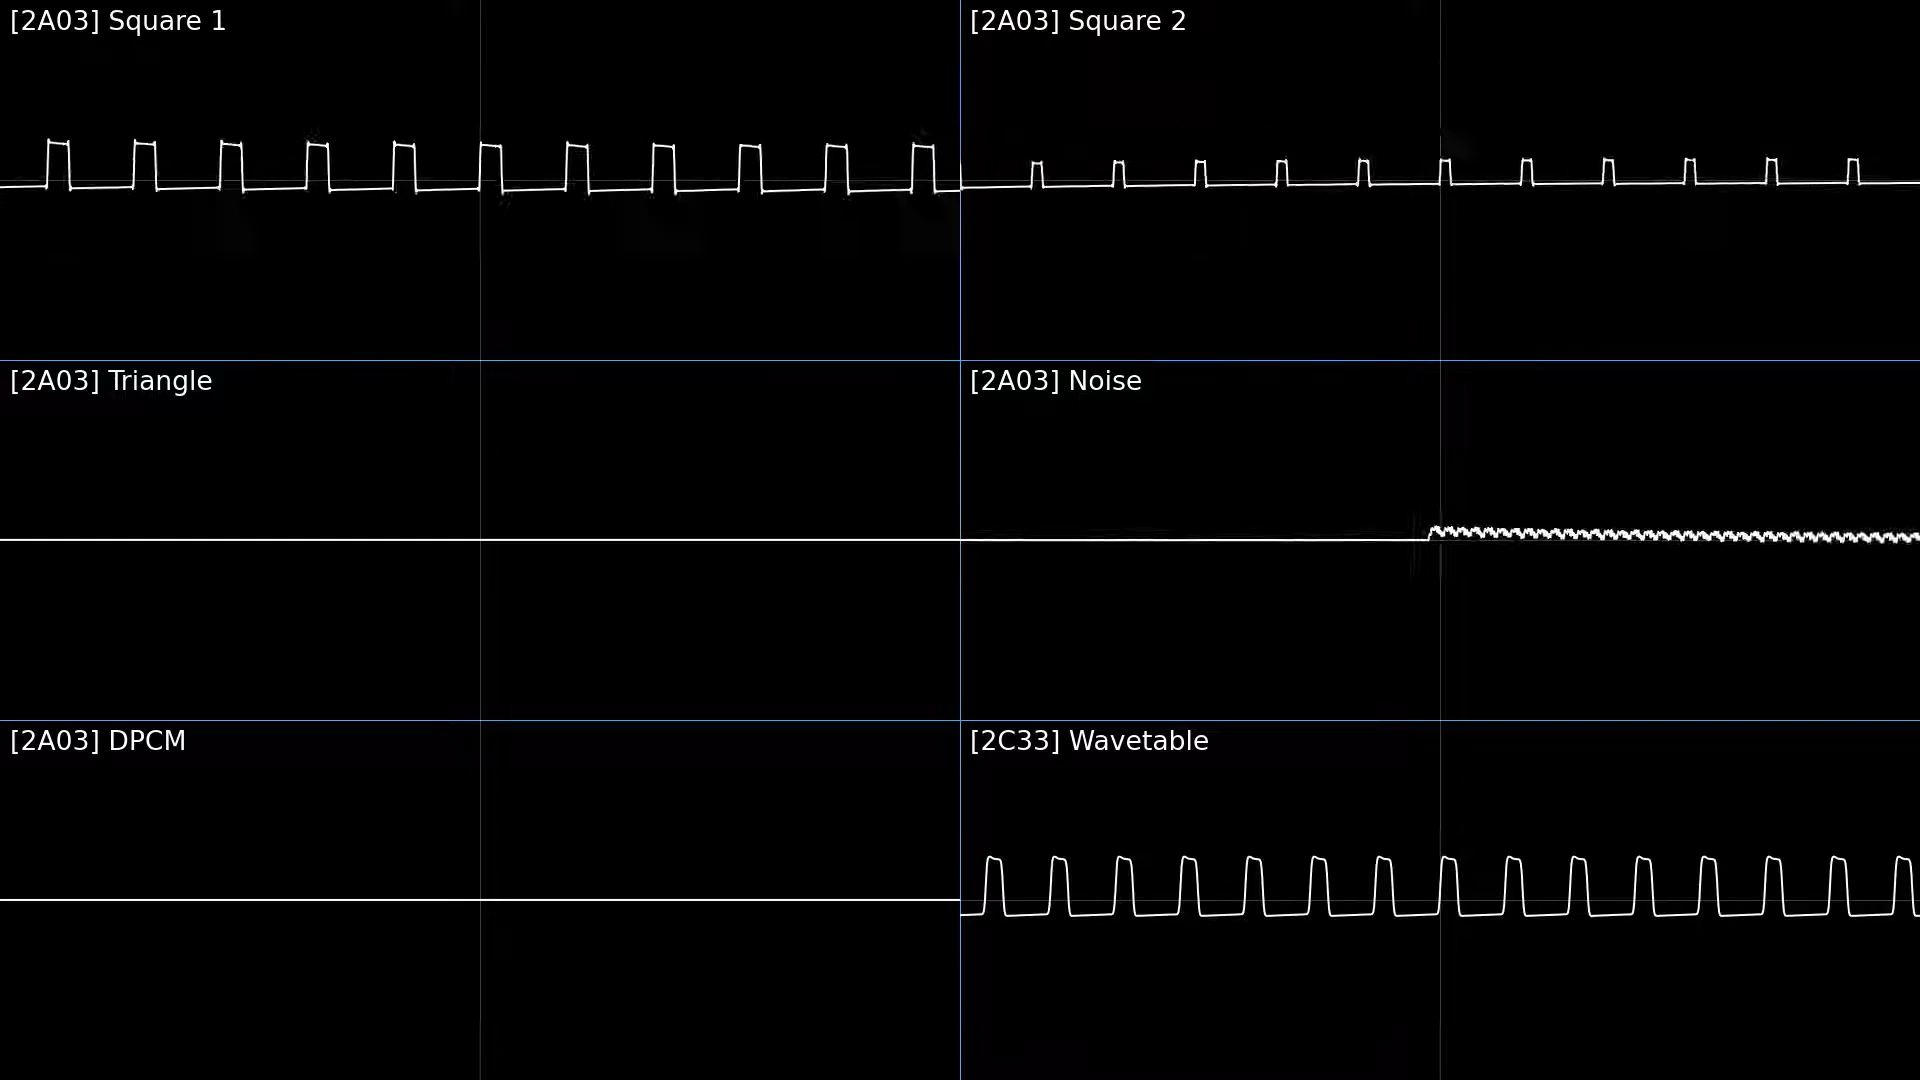 [2A03] Square 1
[2A03] Square 2
[2A03] Triangle
[2A03] Noise
[2A03] DPCM
[2C33] Wavetable